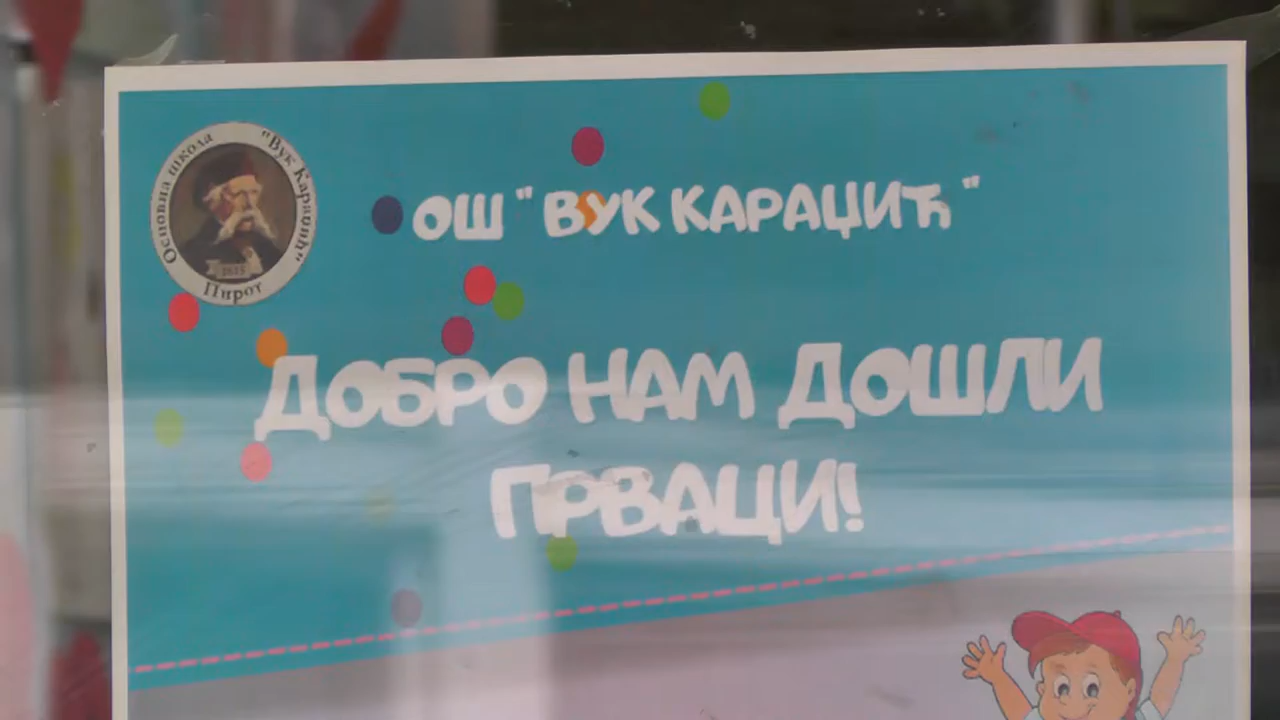 Основна школа "Вук Караџић"
Пирот
ОШ "ВУК КАРАЏИЋ"
ДОБРО НАМ ДОШЛИ
ПРВАЦИ!